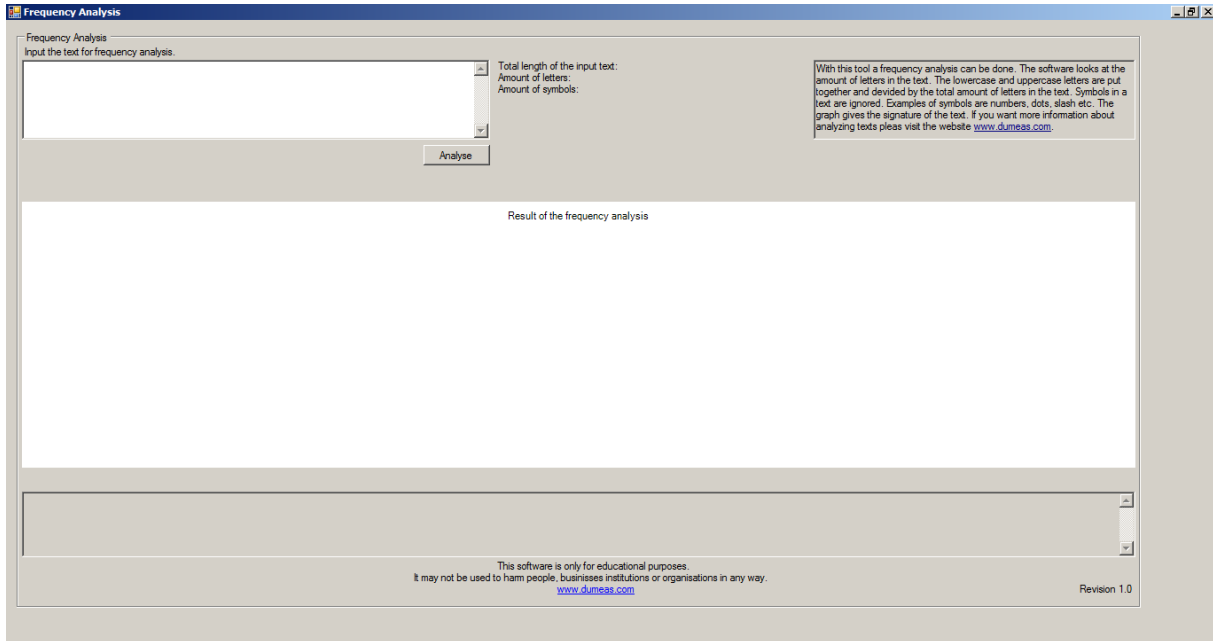 Frequency Analysis
Frequency Analysis
Input the text for frequency analysis.
Total length of the input text:
Amount of letters:
Amount of symbols:
With this tool a frequency analysis can be done. The software looks at the
amount of letters in the text. The lowercase and uppercase letters are put
together and devided by the total amount of letters in the text. Symbols in a
text are ignored. Examples of symbols are numbers, dots, slash etc. The
graph gives the signature of the text. If you want more information about
analyzing texts pleas visit the website www.dumeas.com.
Analyse
Result of the frequency analysis
This software is only for educational purposes.
It may not be used to harm people, businisses institutions or organisations in any way.
www.dumeas.com
Revision 1.0